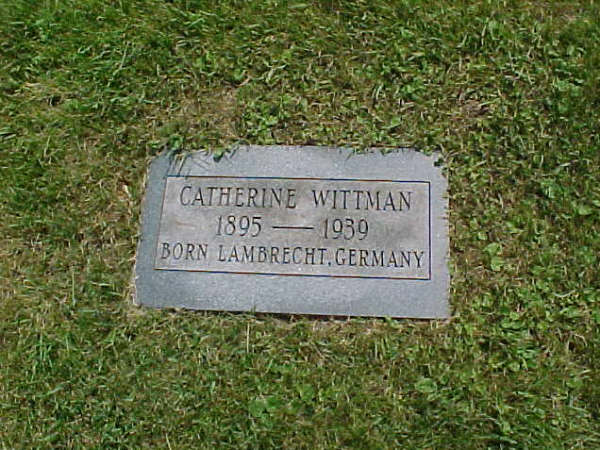 CATHERINE WITTMAN
1895 — 1939
BORN LAMBRECHT, GERMANY